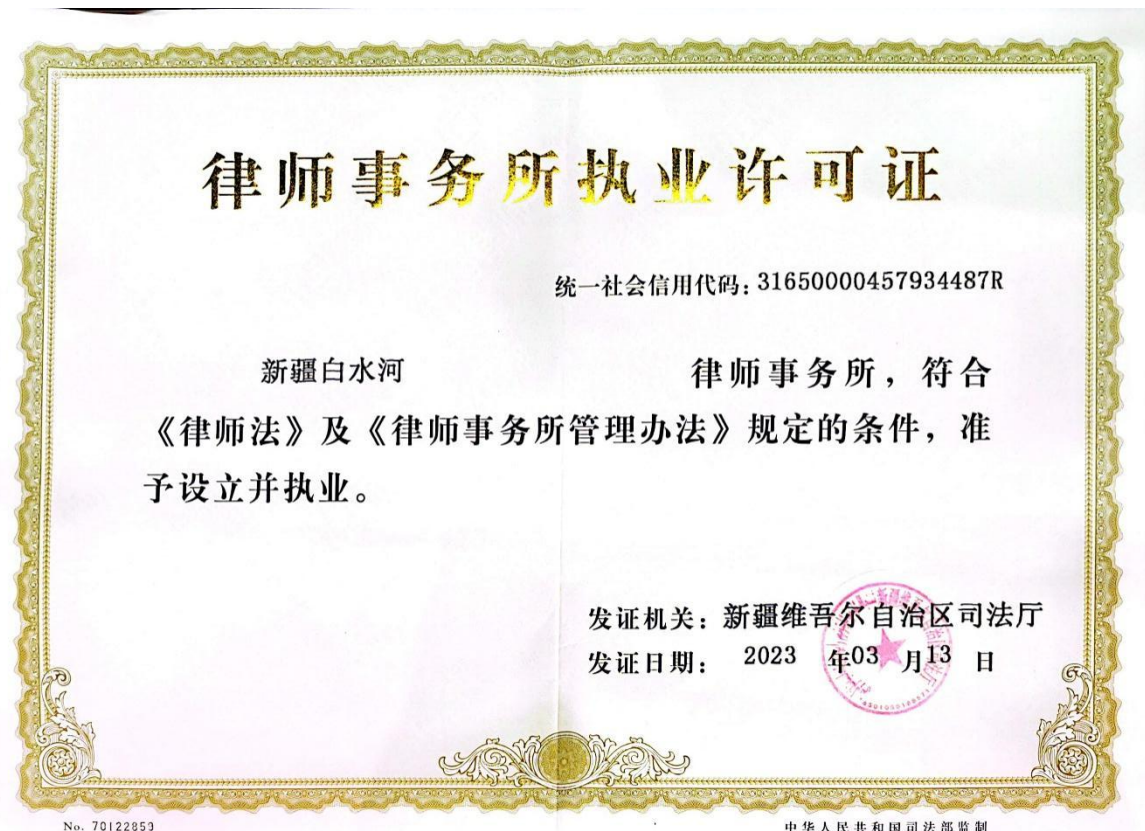 律师事务所执业许可证
统一社会信用代码：31650000457934487R
新疆白水河 律师事务所，符合
《律师法》及《律师事务所管理办法》规定的条件，准
予设立并执业。
发证机关：新疆维吾尔自治区司法厅
发证日期： 2023 年03 月13 日
No. 70122853
中华人民共和国司法部监制